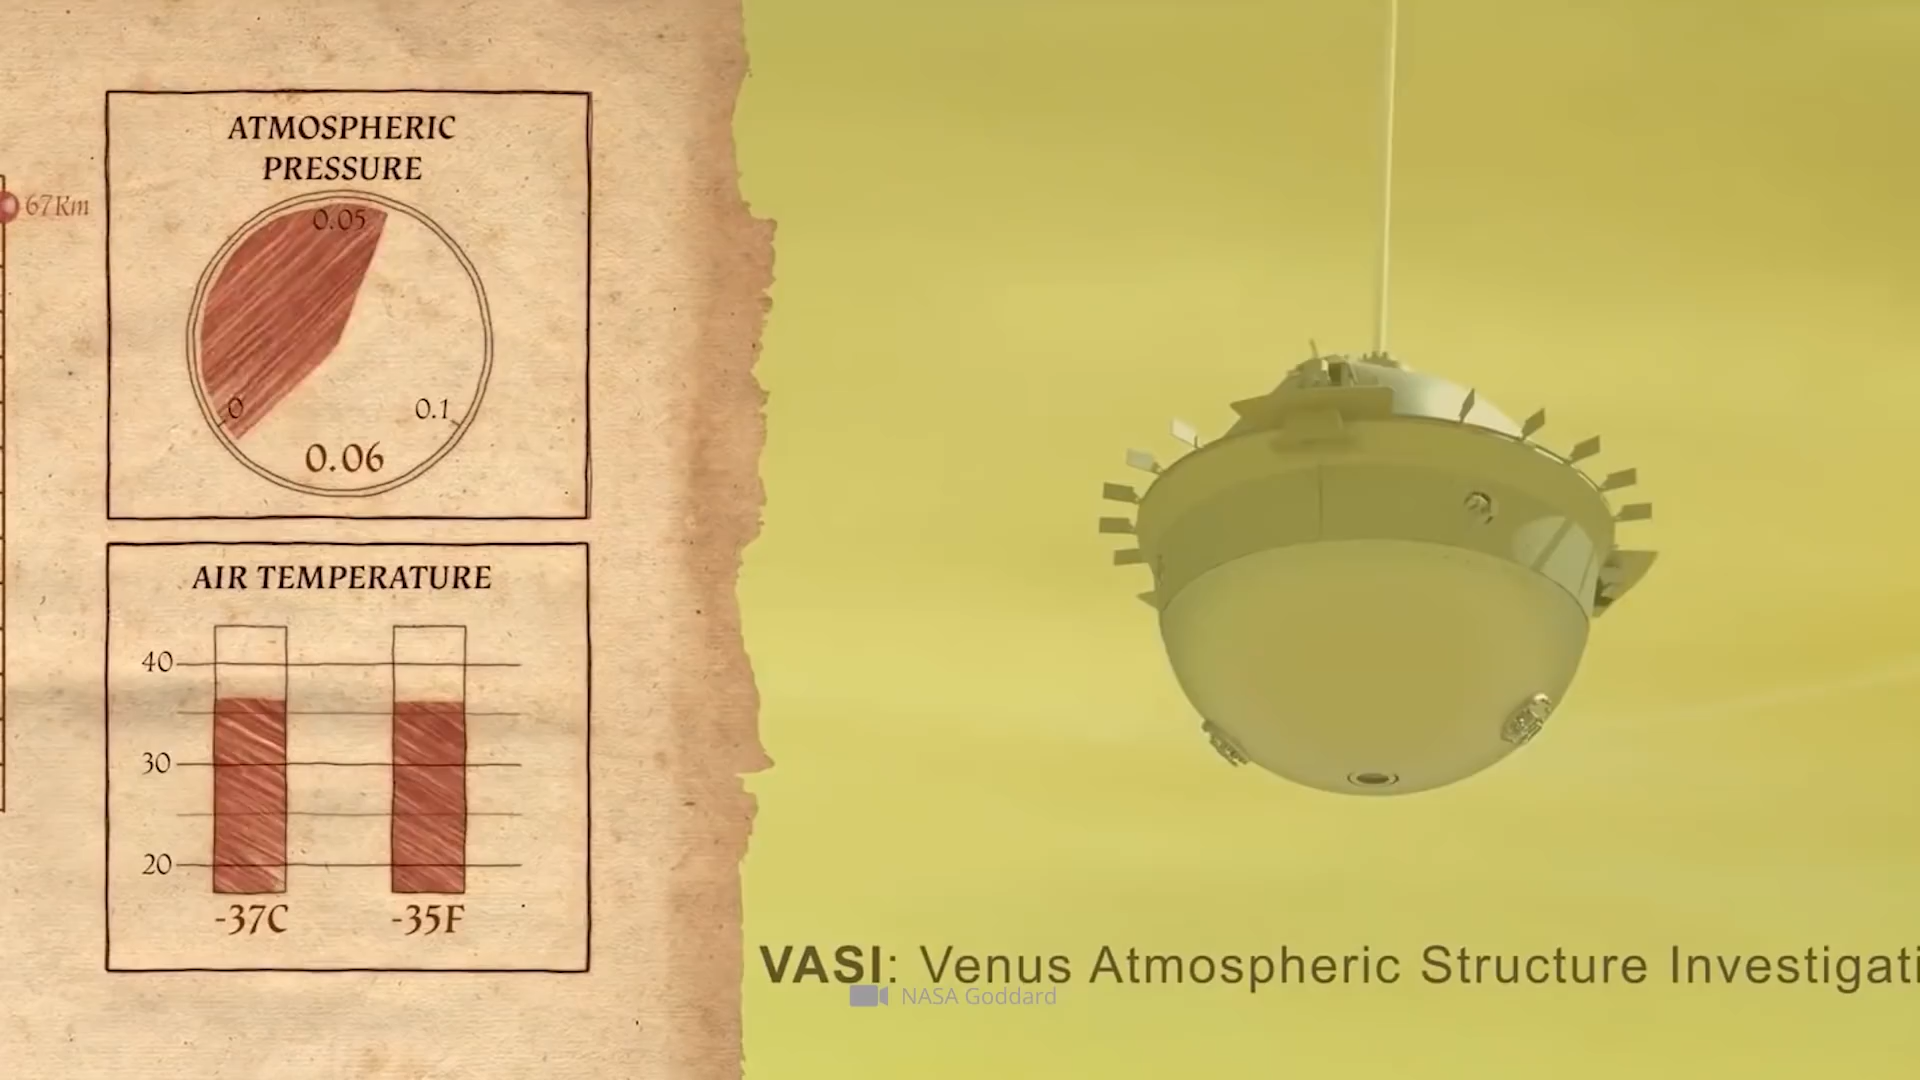 67Km
ATMOSPHERIC
PRESSURE
0.05
0
0.1
0.06
AIR TEMPERATURE
40
30
20
-37C
-35F
VASI: Venus Atmospheric Structure Investigati
NASA Goddard